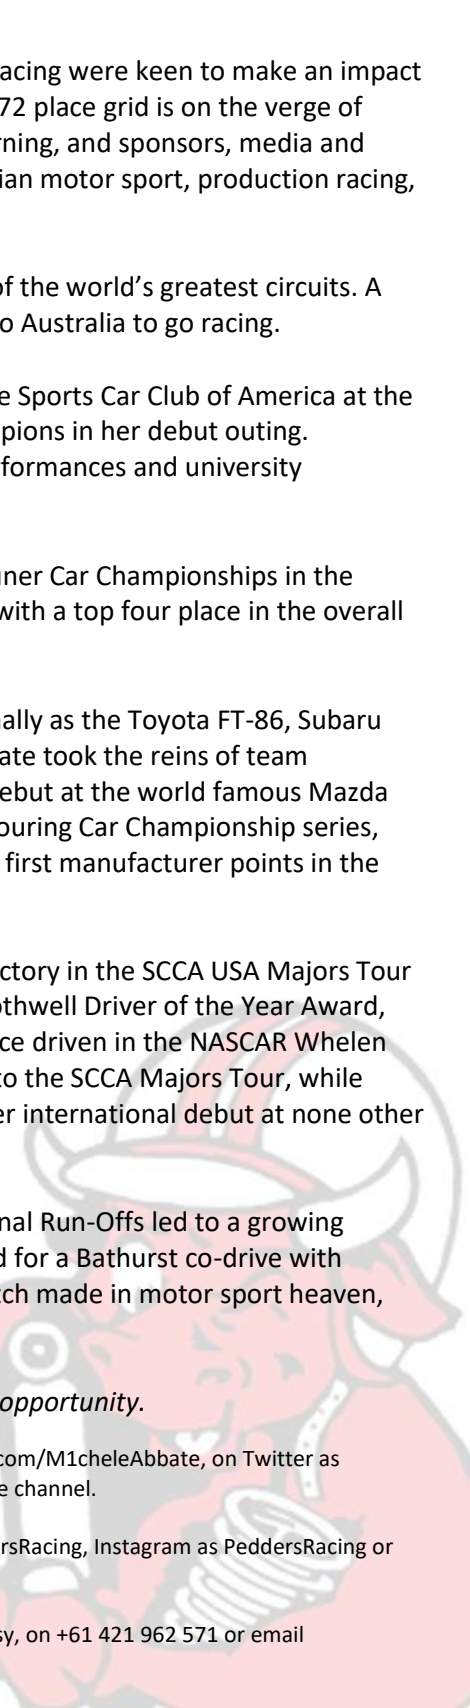 acing were keen to make an impact
72 place grid is on the verge of
rning, and sponsors, media and
ian motor sport, production racing,
of the world’s greatest circuits. A
o Australia to go racing.
e Sports Car Club of America at the
pions in her debut outing.
formances and university
uner Car Championships in the
with a top four place in the overall
nally as the Toyota FT-86, Subaru
ate took the reins of team
ebut at the world famous Mazda
ouring Car Championship series,
first manufacturer points in the
ctory in the SCCA USA Majors Tour
othwell Driver of the Year Award,
ce driven in the NASCAR Whelen
to the SCCA Majors Tour, while
er international debut at none other
nal Run-Offs led to a growing
d for a Bathurst co-drive with
tch made in motor sport heaven,
opportunity.
com/M1cheleAbbate, on Twitter as
e channel.
rsRacing, Instagram as PeddersRacing or
sy, on +61 421 962 571 or email